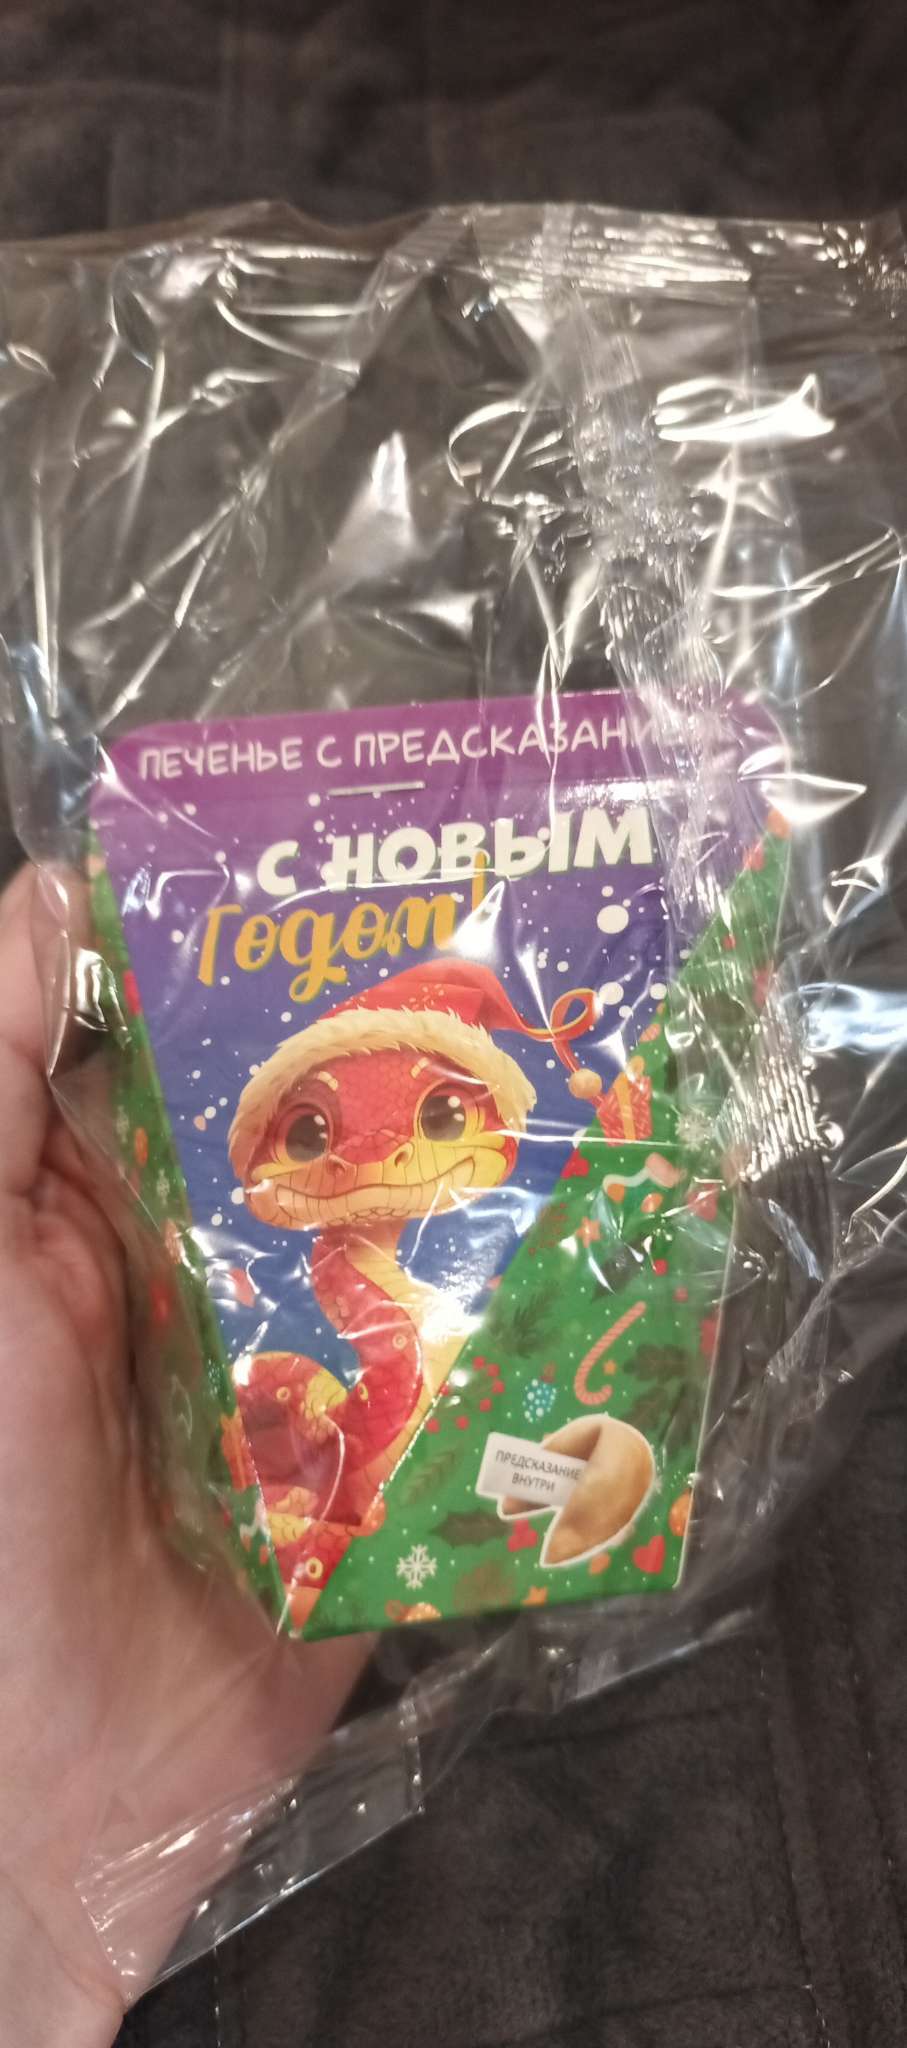 ПЕЧЕНЬЕ С ПРЕДСКАЗАНИ
С НОВЫМ
Годом!
ПРЕДСКАЗАНИЕ
ВНУТРИ